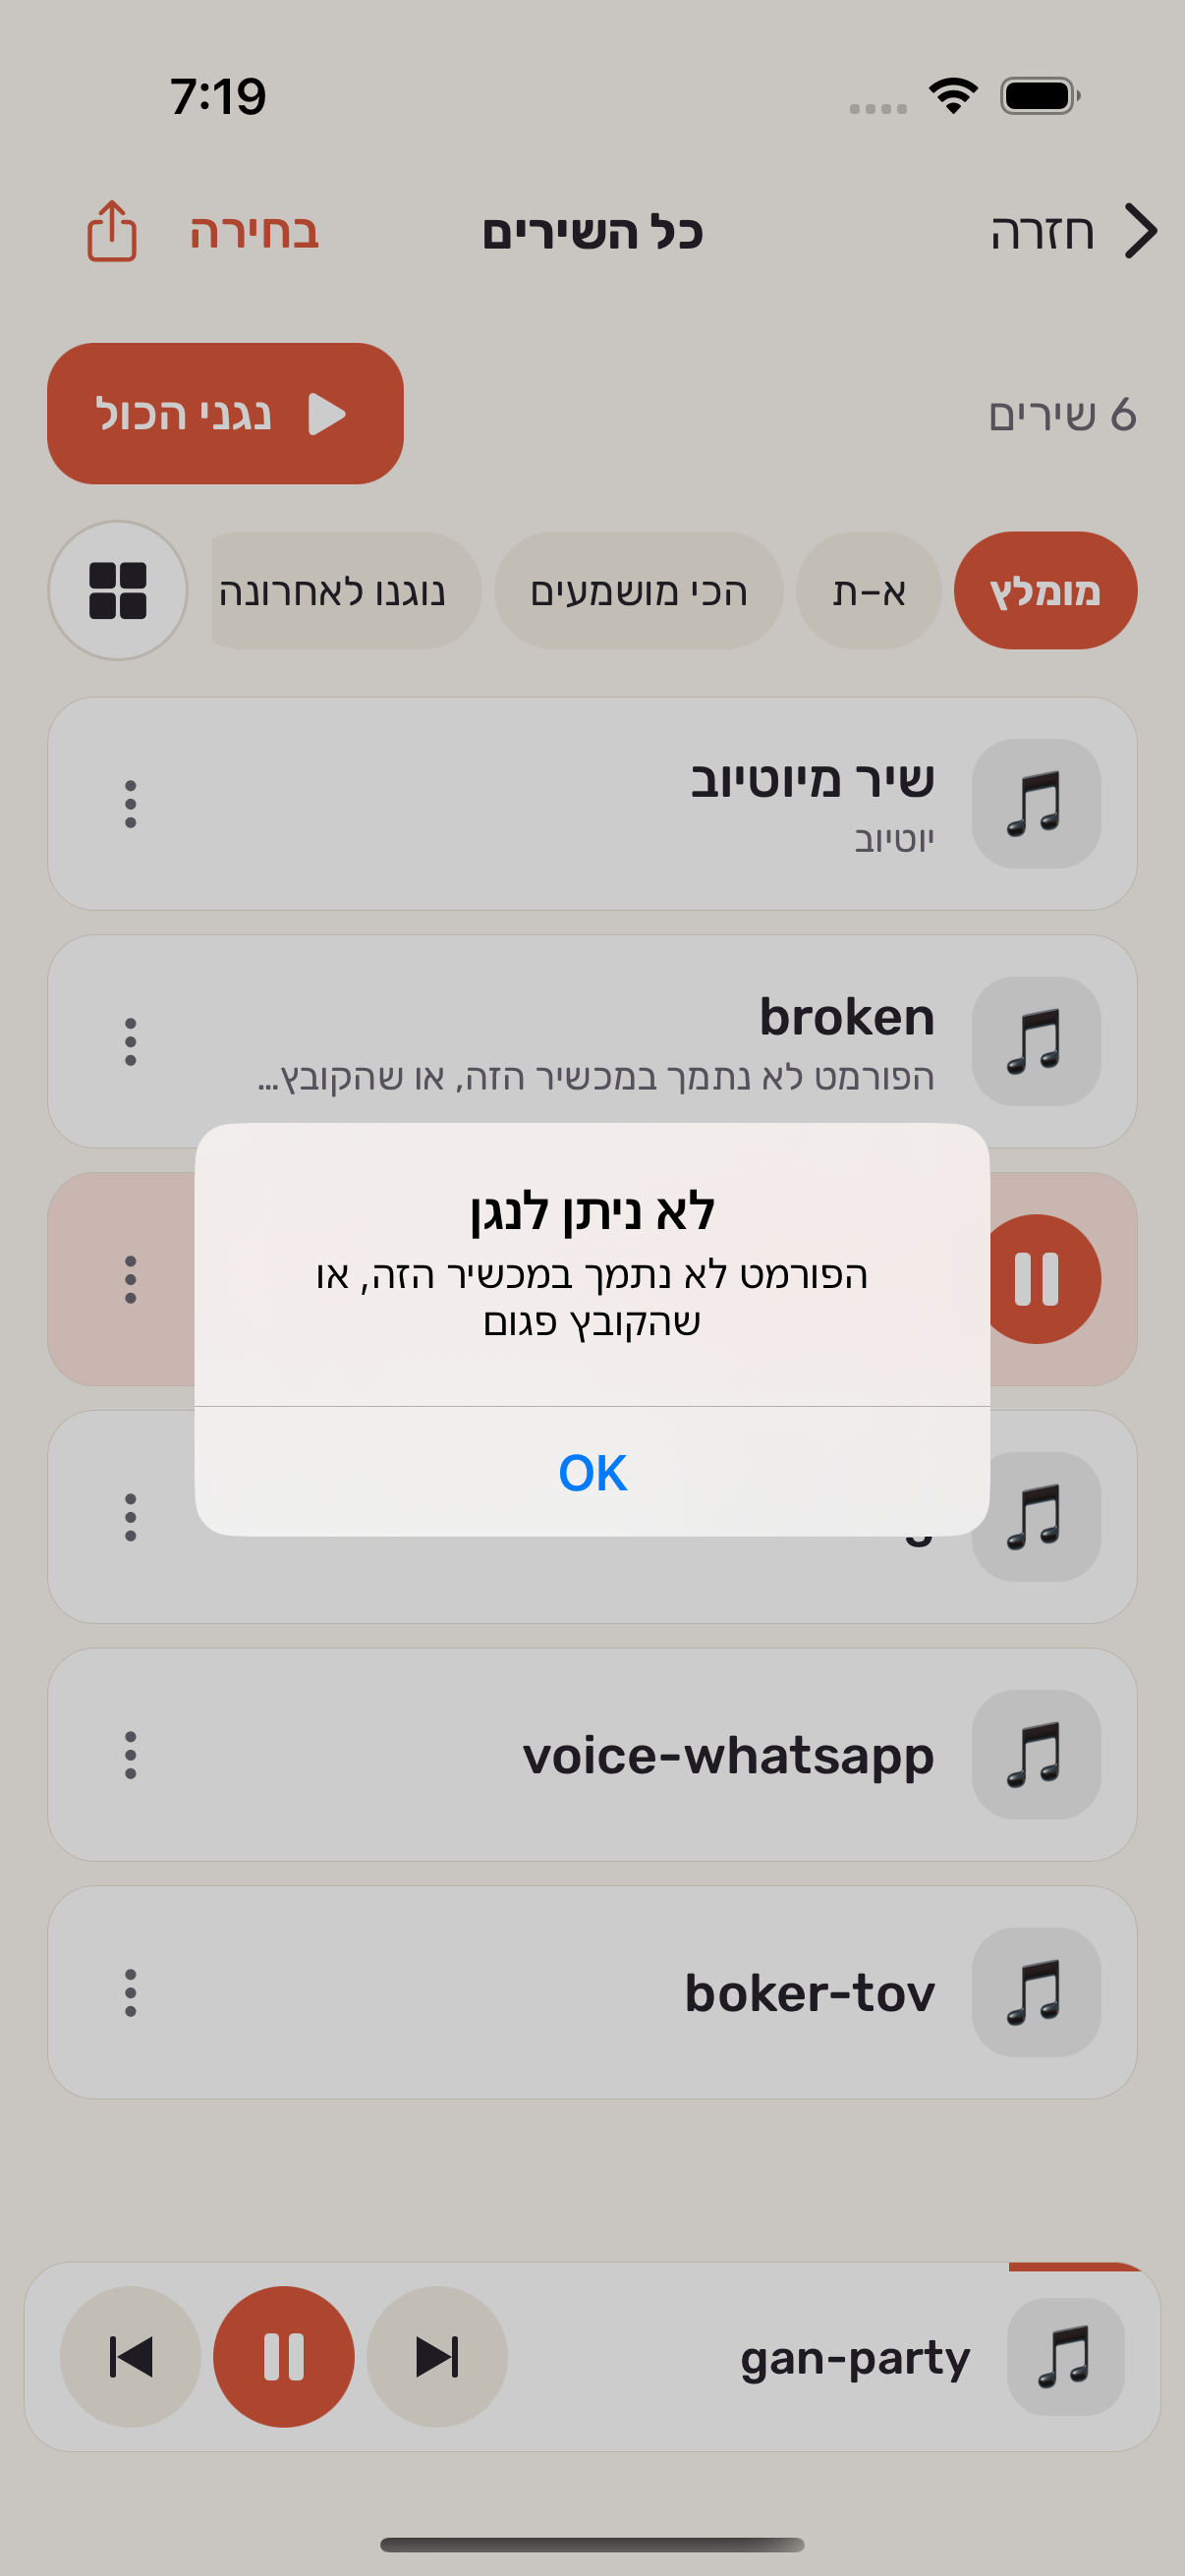 7:19
חזרה
כל השירים
בחירה
6 שירים
נגני הכול
מומלץ
א-ת
הכי מושמעים
נוגנו לאחרונה
שיר מיוטיוב
יוטיוב
broken
הפורמט לא נתמך במכשיר הזה, או שהקובץ...
לא ניתן לנגן
הפורמט לא נתמך במכשיר הזה, או
שהקובץ פגום
OK
voice-whatsapp
boker-tov
gan-party